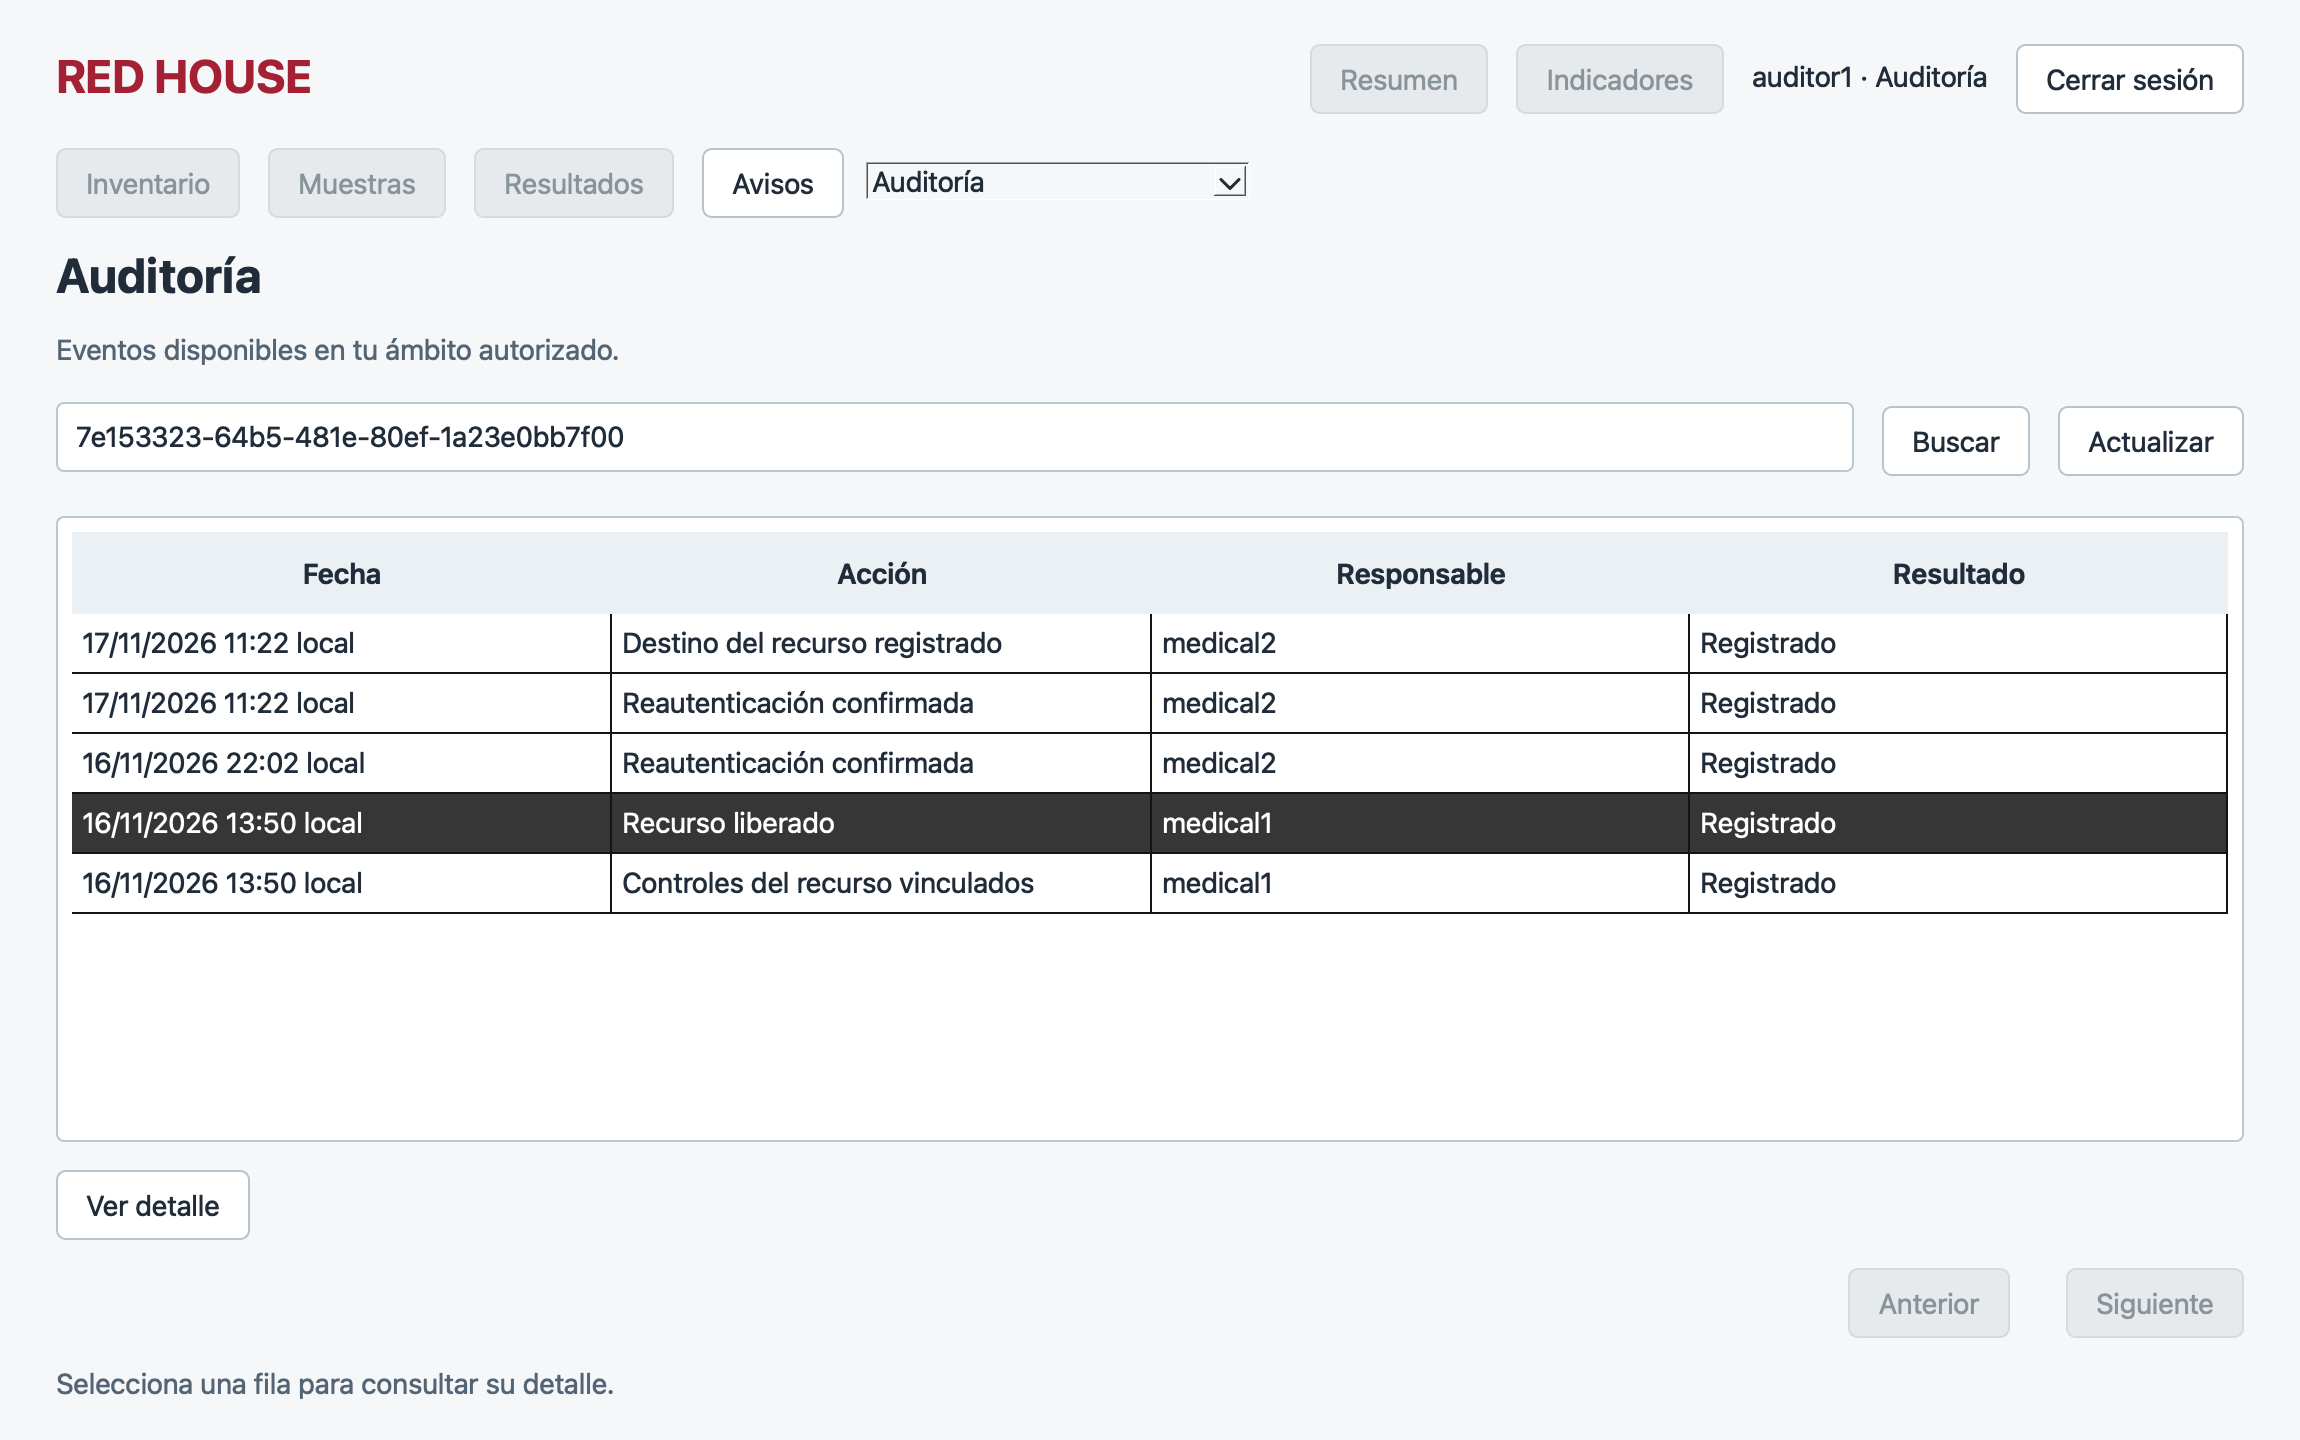 RED HOUSE
Resumen
Indicadores
auditor1 · Auditoría
Cerrar sesión
Inventario
Muestras
Resultados
Avisos
Auditoría
Auditoría
Eventos disponibles en tu ámbito autorizado.
7e153323-64b5-481e-80ef-1a23e0bb7f00
Buscar
Actualizar
Fecha Acción Responsable Resultado
17/11/2026 11:22 local Destino del recurso registrado medical2 Registrado
17/11/2026 11:22 local Reautenticación confirmada medical2 Registrado
16/11/2026 22:02 local Reautenticación confirmada medical2 Registrado
16/11/2026 13:50 local Recurso liberado medical1 Registrado
16/11/2026 13:50 local Controles del recurso vinculados medical1 Registrado
Ver detalle
Anterior
Siguiente
Selecciona una fila para consultar su detalle.